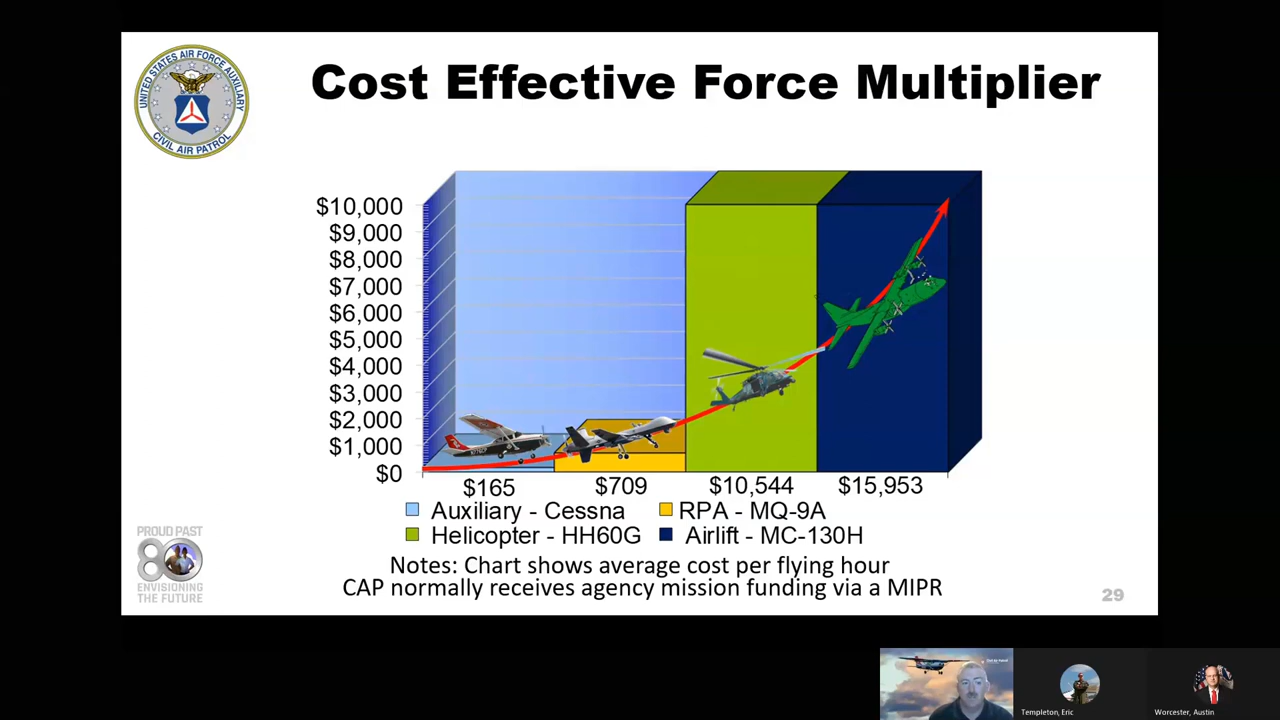 UNITED STATES AIR FORCE AUXILIARY
CIVIL AIR PATROL
Cost Effective Force Multiplier
$10,000
$9,000
$8,000
$7,000
$6,000
$5,000
$4,000
$3,000
$2,000
$1,000
$0
$165 $709 $10,544 $15,953
Auxiliary - Cessna RPA - MQ-9A
Helicopter - HH60G Airlift - MC-130H
Notes: Chart shows average cost per flying hour
CAP normally receives agency mission funding via a MIPR
PROUD PAST
80
ENVISIONING
THE FUTURE
29
Templeton, Eric
Worcester, Austin